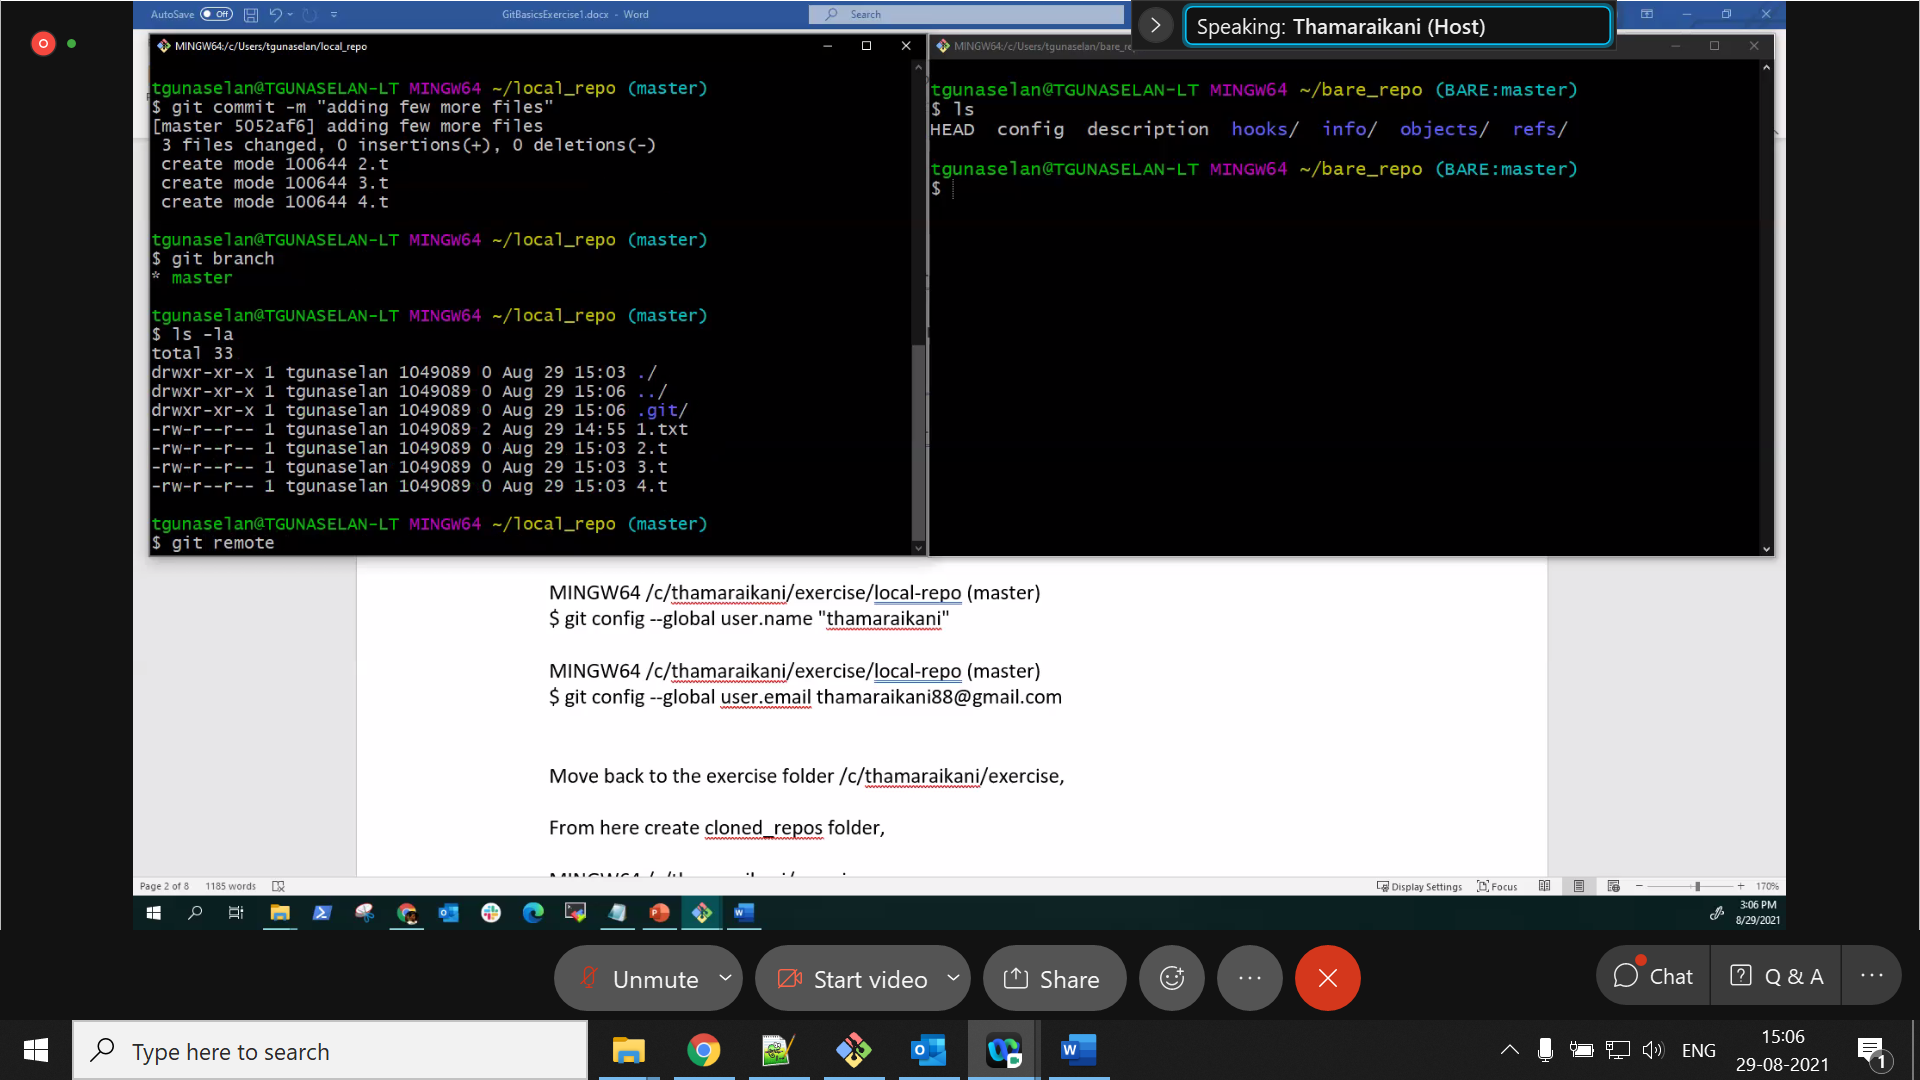 AutoSave Off
GitBasicsExercise1.docx - Word
Search
Speaking: Thamaraikani (Host)
MINGW64:/c/Users/tgunaselan/local_repo
tgunaselan@TGUNASELAN-LT MINGW64 ~/local_repo (master)
$ git commit -m "adding few more files"
[master 5052af6] adding few more files
3 files changed, 0 insertions(+), 0 deletions(-)
create mode 100644 2.t
create mode 100644 3.t
create mode 100644 4.t
tgunaselan@TGUNASELAN-LT MINGW64 ~/local_repo (master)
$ git branch
* master
tgunaselan@TGUNASELAN-LT MINGW64 ~/local_repo (master)
$ ls -la
total 33
drwxr-xr-x 1 tgunaselan 1049089 0 Aug 29 15:03 ./
drwxr-xr-x 1 tgunaselan 1049089 0 Aug 29 15:06 ../
drwxr-xr-x 1 tgunaselan 1049089 0 Aug 29 15:06 .git/
-rw-r--r-- 1 tgunaselan 1049089 2 Aug 29 14:55 1.txt
-rw-r--r-- 1 tgunaselan 1049089 0 Aug 29 15:03 2.t
-rw-r--r-- 1 tgunaselan 1049089 0 Aug 29 15:03 3.t
-rw-r--r-- 1 tgunaselan 1049089 0 Aug 29 15:03 4.t
tgunaselan@TGUNASELAN-LT MINGW64 ~/local_repo (master)
$ git remote
MINGW64:/c/Users/tgunaselan/bare_re
tgunaselan@TGUNASELAN-LT MINGW64 ~/bare_repo (BARE:master)
$ ls
HEAD config description hooks/ info/ objects/ refs/
tgunaselan@TGUNASELAN-LT MINGW64 ~/bare_repo (BARE:master)
$
MINGW64 /c/thamaraikani/exercise/local-repo (master)
$ git config --global user.name "thamaraikani"
MINGW64 /c/thamaraikani/exercise/local-repo (master)
$ git config --global user.email thamaraikani88@gmail.com
Move back to the exercise folder /c/thamaraikani/exercise,
From here create cloned_repos folder,
Page 2 of 8 1185 words
Display Settings Focus 170%
3:06 PM
8/29/2021
Unmute
Start video
Share
Chat
Q & A
Type here to search
ENG
15:06
29-08-2021
1